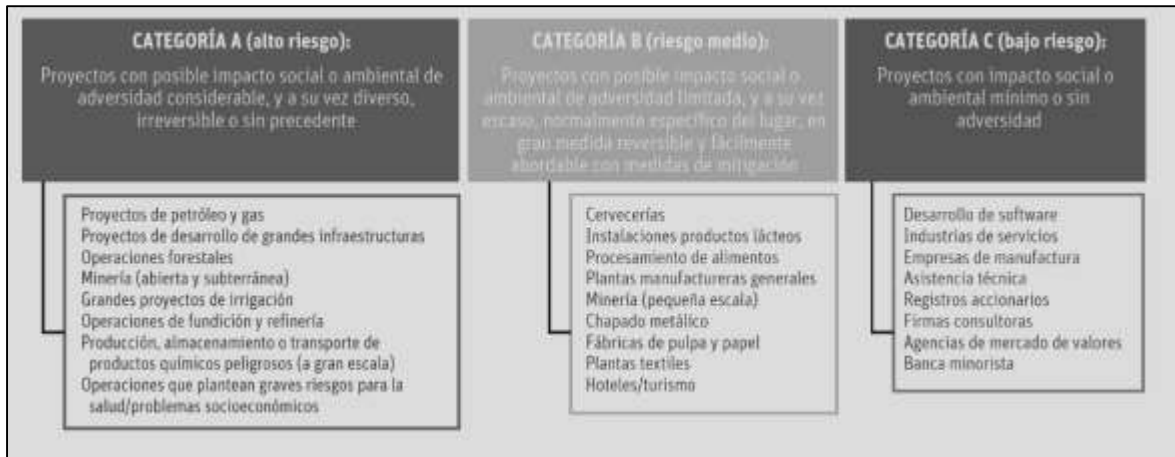 CATEGORÍA A (alto riesgo):
Proyectos con posible impacto social o ambiental de
adversidad considerable, y a su vez diverso,
irreversible o sin precedente
Proyectos de petróleo y gas
Proyectos de desarrollo de grandes infraestructuras
Operaciones forestales
Minería (abierta y subterránea)
Grandes proyectos de irrigación
Operaciones de fundición y refinería
Producción, almacenamiento o transporte de
productos químicos peligrosos (a gran escala)
Operaciones que plantean graves riesgos para la
salud/problemas socioeconómicos
CATEGORÍA B (riesgo medio):
Proyectos con posible impacto social o
ambiental de adversidad limitada, y a su vez
escaso, normalmente específico del lugar, en
gran medida reversible y fácilmente
abordable con medidas de mitigación
Cervecerías
Instalaciones productos lácteos
Procesamiento de alimentos
Plantas manufactureras generales
Minería (pequeña escala)
Chapado metálico
Fábricas de pulpa y papel
Plantas textiles
Hoteles/turismo
CATEGORÍA C (bajo riesgo):
Proyectos con impacto social o
ambiental mínimo o sin
adversidad
Desarrollo de software
Industrias de servicios
Empresas de manufactura
Asistencia técnica
Registros accionarios
Firmas consultoras
Agencias de mercado de valores
Banca minorista